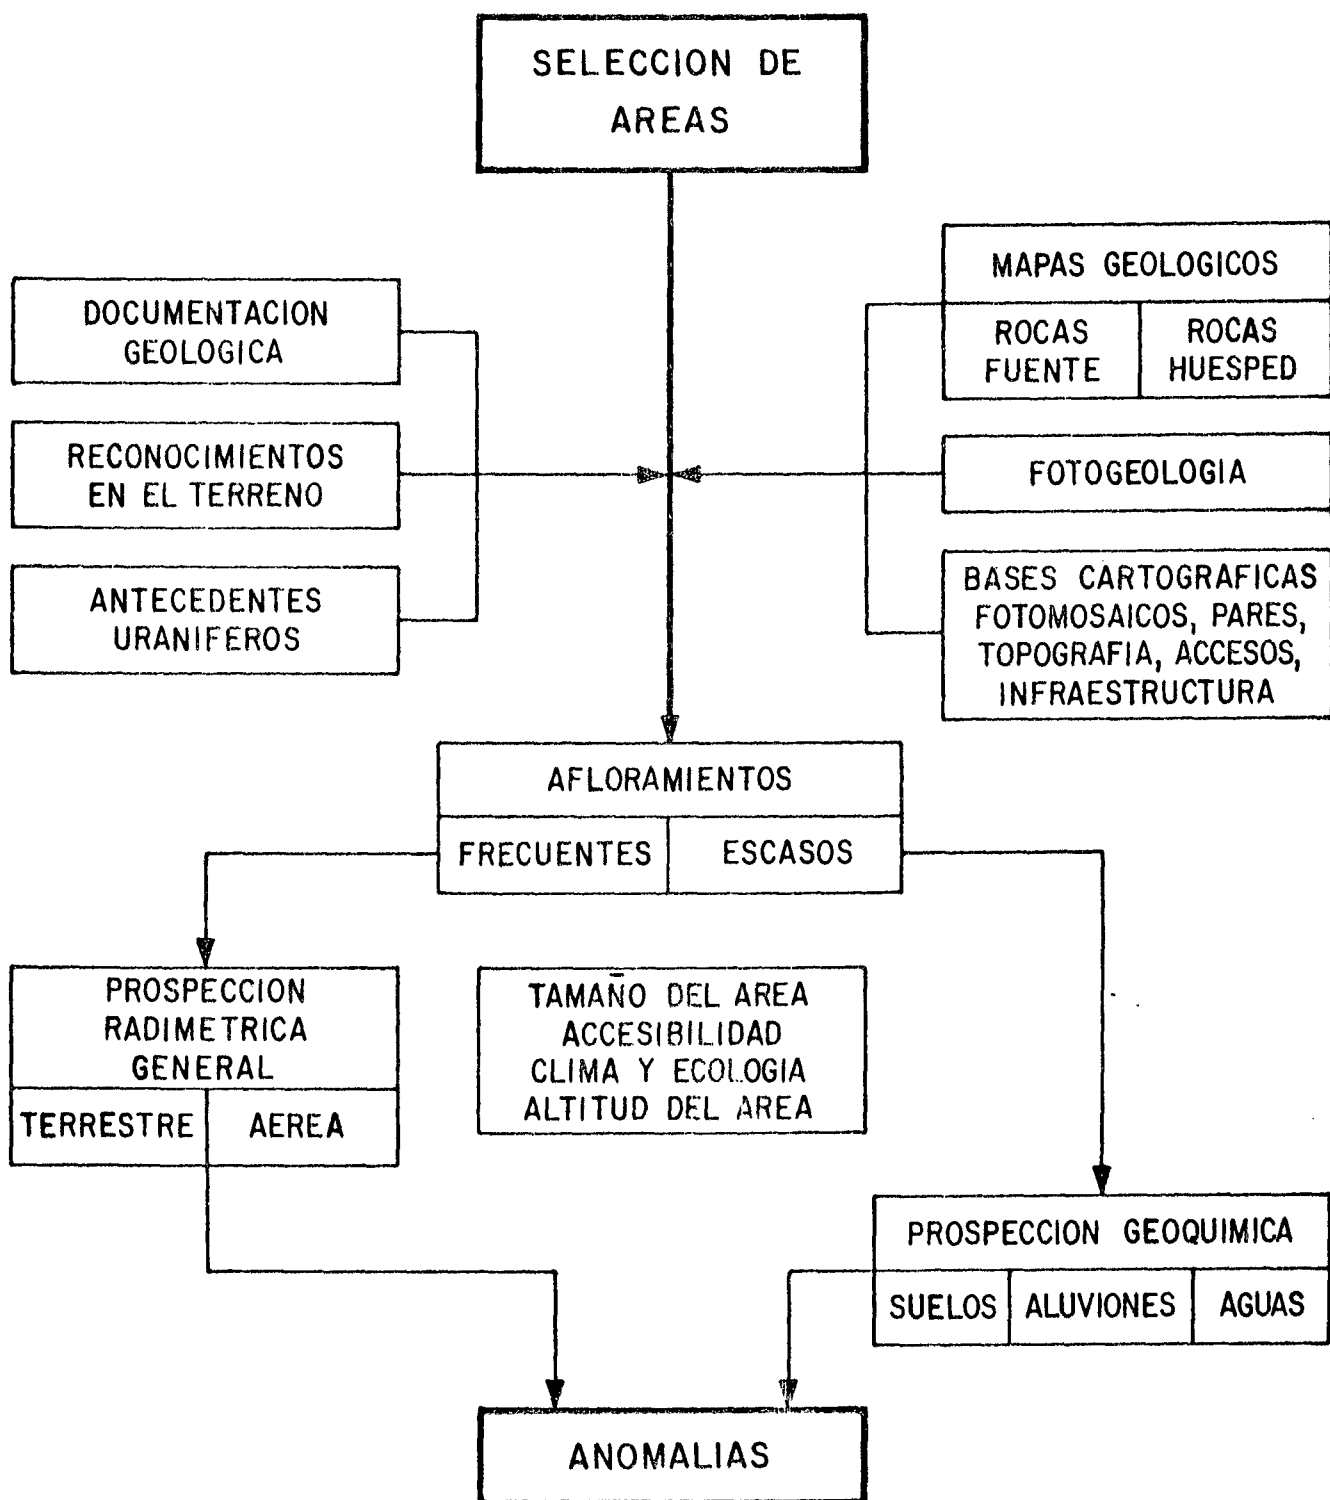 SELECCION DE
AREAS
DOCUMENTACION
GEOLOGICA
RECONOCIMIENTOS
EN EL TERRENO
ANTECEDENTES
URANIFEROS
MAPAS GEOLOGICOS
ROCAS
FUENTE
ROCAS
HUESPED
FOTOGEOLOGIA
BASES CARTOGRAFICAS
FOTOMOSAICOS, PARES,
TOPOGRAFIA, ACCESOS,
INFRAESTRUCTURA
AFLORAMIENTOS
FRECUENTES
ESCASOS
PROSPECCION
RADIMETRICA
GENERAL
TERRESTRE
AEREA
TAMAÑO DEL AREA
ACCESIBILIDAD
CLIMA Y ECOLOGIA
ALTITUD DEL AREA
PROSPECCION GEOQUIMICA
SUELOS
ALUVIONES
AGUAS
ANOMALIAS